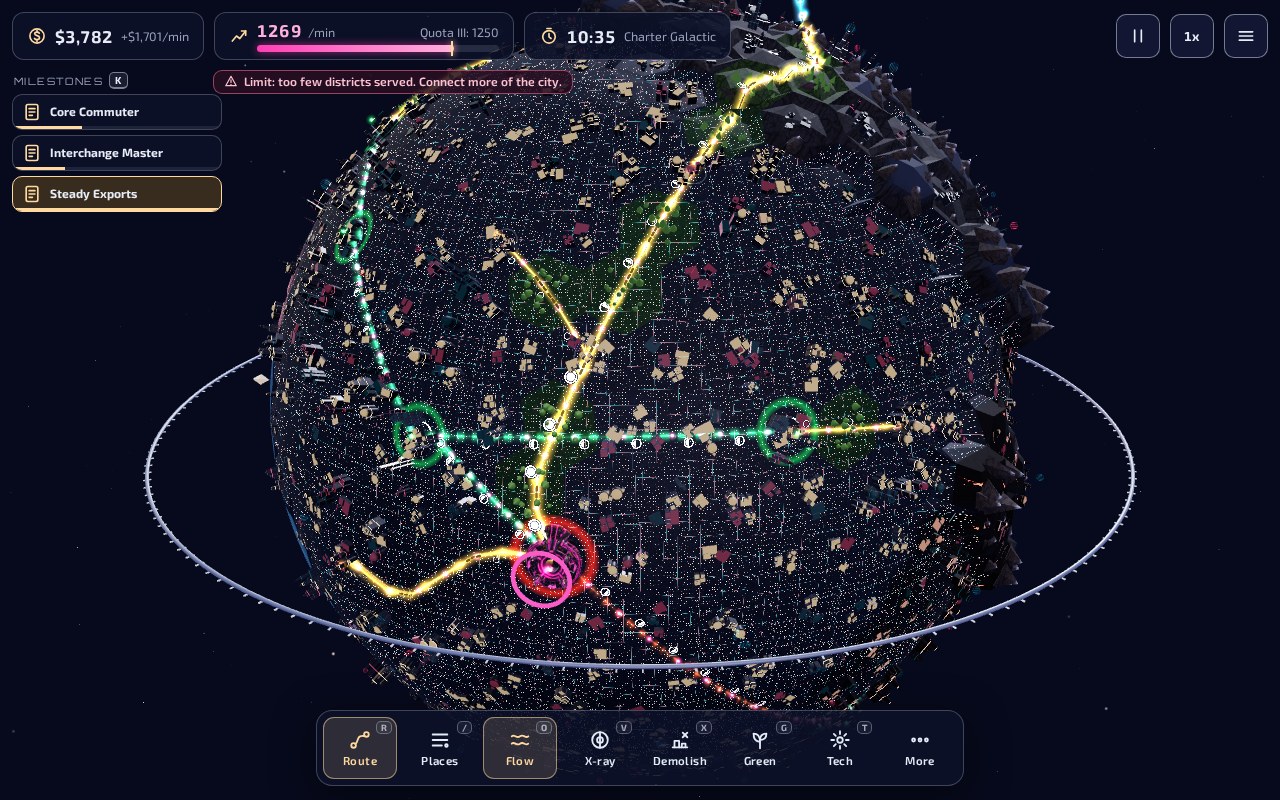 $3,782 +$1,701/min
1269 /min Quota III: 1250
10:35 Charter Galactic
1x
MILESTONES K
Limit: too few districts served. Connect more of the city.
Core Commuter
Interchange Master
Steady Exports
R / O V X G T
Route Places Flow X-ray Demolish Green Tech More